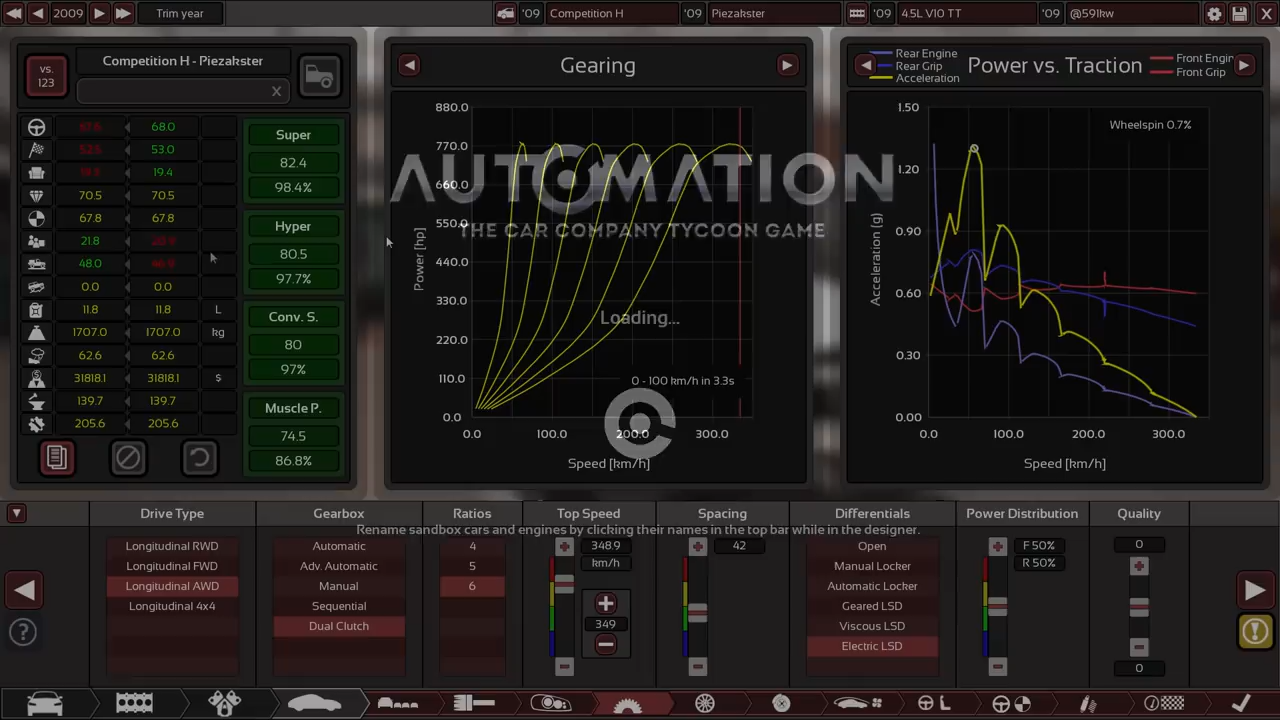 2009
Trim year
'09
Competition H
'09
Piezakster
'09
4.5L V10 TT
'09
@591kw
VS.
123
Competition H - Piezakster
X
68.0
53.0
19.4
70.5 70.5
67.8 67.8
21.8
48.0
0.0 0.0
11.8 11.8 L
1707.0 1707.0 kg
62.6 62.6
31818.1 31818.1 $
139.7 139.7
205.6 205.6
Super
82.4
98.4%
Hyper
80.5
97.7%
Conv. S.
80
97%
Muscle P.
74.5
86.8%
Gearing
880.0
770.0
660.0
550.0
440.0
330.0
220.0
110.0
0.0
Power [hp]
0.0 100.0 200.0 300.0
Speed [km/h]
0 - 100 km/h in 3.3s
AUTOMATION
THE CAR COMPANY TYCOON GAME
Loading...
Power vs. Traction
Rear Engine
Rear Grip
Acceleration
Front Engin
Front Grip
Wheelspin 0.7%
1.50
1.20
0.90
0.60
0.30
0.00
Acceleration (g)
0.0 100.0 200.0 300.0
Speed [km/h]
Rename sandbox cars and engines by clicking their names in the top bar while in the designer.
Drive Type
Longitudinal RWD
Longitudinal FWD
Longitudinal AWD
Longitudinal 4x4
Gearbox
Automatic
Adv. Automatic
Manual
Sequential
Dual Clutch
Ratios
4
5
6
Top Speed
348.9
km/h
349
Spacing
42
Differentials
Open
Manual Locker
Automatic Locker
Geared LSD
Viscous LSD
Electric LSD
Power Distribution
F 50%
R 50%
Quality
0
0